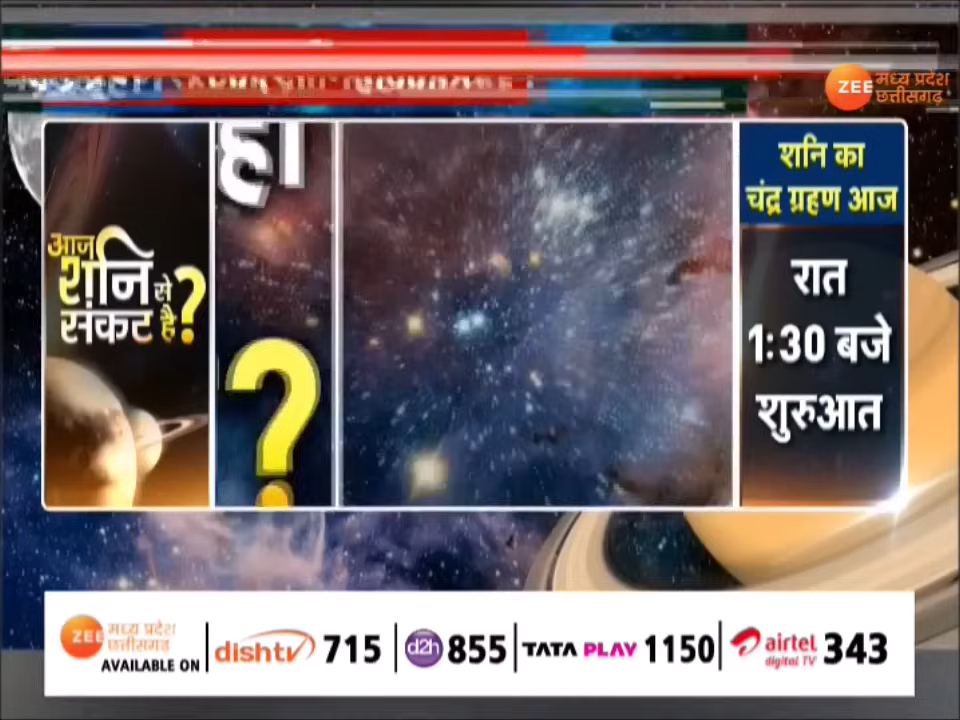 ZEE मध्य प्रदेश
छत्तीसगढ़
आज
शनि से
संकट है?
हो
?
शनि का
चंद्र ग्रहण आज
रात
1:30 बजे
शुरुआत
ZEE मध्य प्रदेश
छत्तीसगढ़
AVAILABLE ON
dishtv 715
d2h 855
TATA PLAY 1150
airtel
digital TV
343